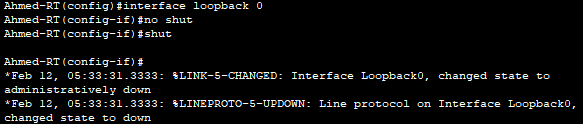 Ahmed-RT(config)#interface loopback 0
Ahmed-RT(config-if)#no shut
Ahmed-RT(config-if)#shut
Ahmed-RT(config-if)#
*Feb 12, 05:33:31.3333: %LINK-5-CHANGED: Interface Loopback0, changed state to
administratively down
*Feb 12, 05:33:31.3333: %LINEPROTO-5-UPDOWN: Line protocol on Interface Loopback0,
changed state to down